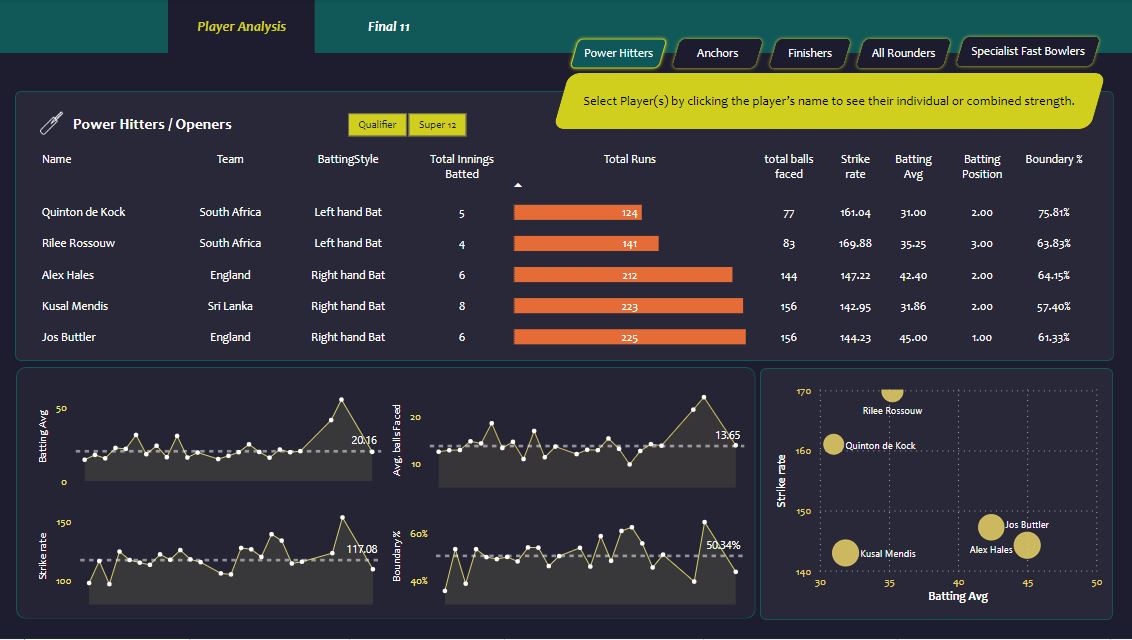 Player Analysis
Final 11
Power Hitters
Anchors
Finishers
All Rounders
Specialist Fast Bowlers
Select Player(s) by clicking the player's name to see their individual or combined strength.
Power Hitters / Openers
Qualifier
Super 12
Name Team BattingStyle Total Innings Batted Total Runs total balls faced Strike rate Batting Avg Batting Position Boundary %
Quinton de Kock South Africa Left hand Bat 5 124 77 161.04 31.00 2.00 75.81%
Rilee Rossouw South Africa Left hand Bat 4 141 83 169.88 35.25 3.00 63.83%
Alex Hales England Right hand Bat 6 212 144 147.22 42.40 2.00 64.15%
Kusal Mendis Sri Lanka Right hand Bat 8 223 156 142.95 31.86 2.00 57.40%
Jos Buttler England Right hand Bat 6 225 156 144.23 45.00 1.00 61.33%
Batting Avg
50
0
20.16
Avg. balls Faced
20
10
13.65
Strike rate
150
100
117.08
Boundary%
60%
40%
50.34%
Strike rate
170
160
150
140
Rilee Rossouw
Quinton de Kock
Jos Buttler
Alex Hales
Kusal Mendis
30 35 40 45 50
Batting Avg